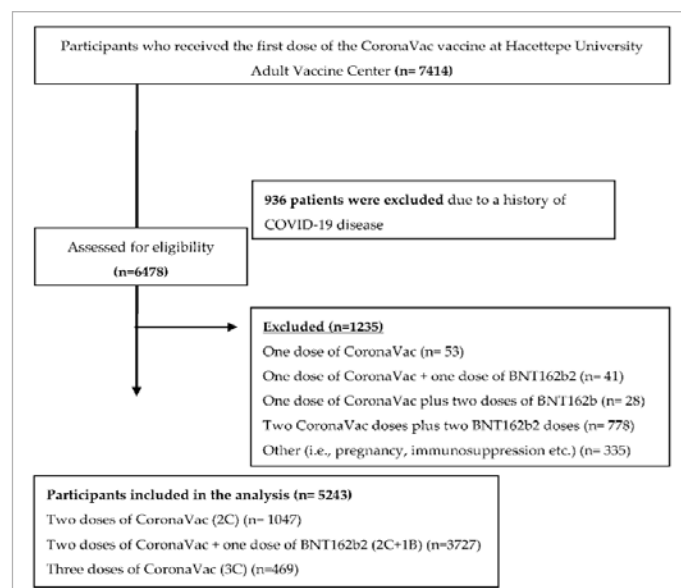 Participants who received the first dose of the CoronaVac vaccine at Hacettepe University
Adult Vaccine Center (n= 7414)
936 patients were excluded due to a history of
COVID-19 disease
Assessed for eligibility
(n=6478)
Excluded (n=1235)
One dose of CoronaVac (n= 53)
One dose of CoronaVac + one dose of BNT162b2 (n= 41)
One dose of CoronaVac plus two doses of BNT162b (n= 28)
Two CoronaVac doses plus two BNT162b2 doses (n= 778)
Other (i.e., pregnancy, immunosuppression etc.) (n= 335)
Participants included in the analysis (n= 5243)
Two doses of CoronaVac (2C) (n= 1047)
Two doses of CoronaVac + one dose of BNT162b2 (2C+1B) (n=3727)
Three doses of CoronaVac (3C) (n=469)